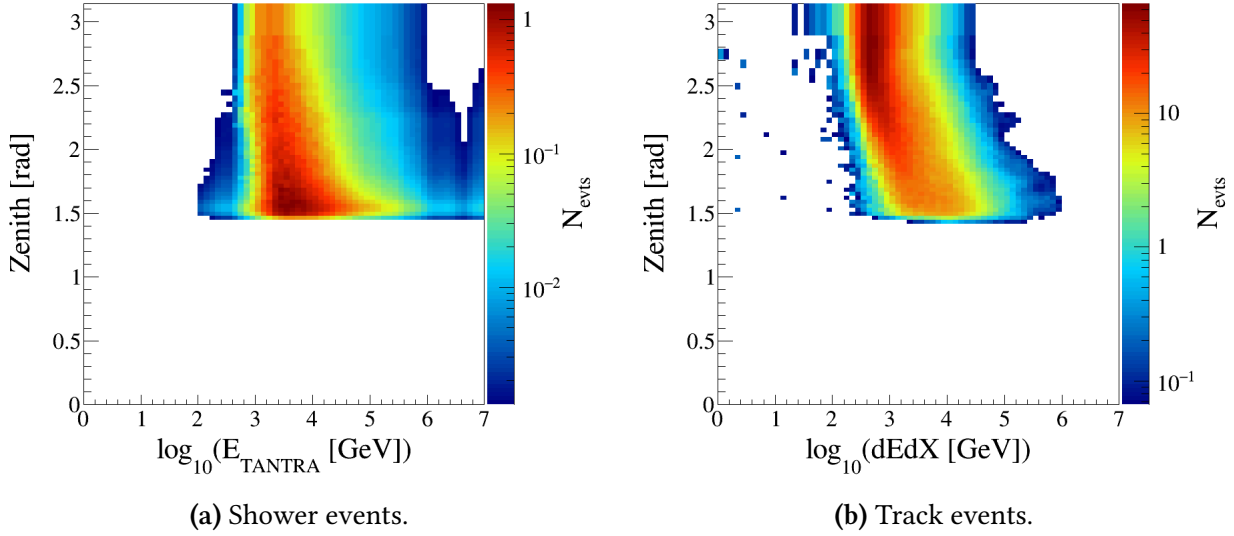 3
2.5
2
1.5
1
0.5
0
Zenith [rad]
0 1 2 3 4 5 6 7
log₁₀(E_TANTRA [GeV])
1
10⁻¹
10⁻²
N_evts
(a) Shower events.
3
2.5
2
1.5
1
0.5
0
Zenith [rad]
0 1 2 3 4 5 6 7
log₁₀(dEdX [GeV])
10
1
10⁻¹
N_evts
(b) Track events.